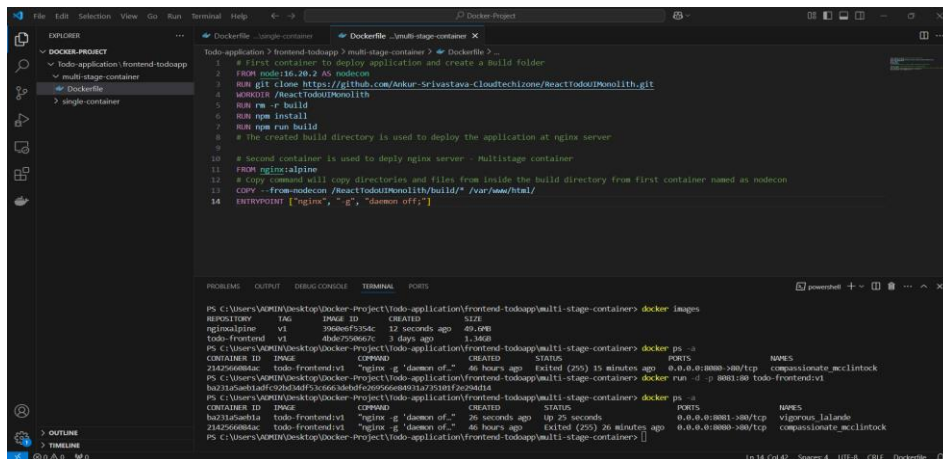 File Edit Selection View Go Run Terminal Help
Docker-Project
EXPLORER
DOCKER-PROJECT
Todo-application \ frontend-todoapp
multi-stage-container
Dockerfile
single-container
OUTLINE
TIMELINE
Dockerfile ...\single-container
Dockerfile ...\multi-stage-container
Todo-application > frontend-todoapp > multi-stage-container > Dockerfile > ...
1 # First container to deploy application and create a Build folder
2 FROM node:16.20.2 AS nodecon
3 RUN git clone https://github.com/Ankur-Srivastava-Cloudtechizone/ReactTodoUIMonolith.git
4 WORKDIR /ReactTodoUIMonolith
5 RUN rm -r build
6 RUN npm install
7 RUN npm run build
8 # The created build directory is used to deploy the application at nginx server
9
10 # Second container is used to deply nginx server - Multistage container
11 FROM nginx:alpine
12 # Copy command will copy directories and files from inside the build directory from first container named as nodecon
13 COPY --from=nodecon /ReactTodoUIMonolith/build/* /var/www/html/
14 ENTRYPOINT ["nginx", "-g", "daemon off;"]
PROBLEMS OUTPUT DEBUG CONSOLE TERMINAL PORTS
powershell
PS C:\Users\ADMIN\Desktop\Docker-Project\Todo-application\frontend-todoapp\multi-stage-container> docker images
REPOSITORY TAG IMAGE ID CREATED SIZE
nginxalpine v1 3960e6f5354c 12 seconds ago 49.6MB
todo-frontend v1 4bde7550667c 3 days ago 1.34GB
PS C:\Users\ADMIN\Desktop\Docker-Project\Todo-application\frontend-todoapp\multi-stage-container> docker ps -a
CONTAINER ID IMAGE COMMAND CREATED STATUS PORTS NAMES
2142566084ac todo-frontend:v1 "nginx -g 'daemon of…" 46 hours ago Exited (255) 15 minutes ago 0.0.0.0:8080->80/tcp compassionate_mcclintock
PS C:\Users\ADMIN\Desktop\Docker-Project\Todo-application\frontend-todoapp\multi-stage-container> docker run -d -p 8081:80 todo-frontend:v1
ba231a5aeb1adfc92bd34df53c6663debdfe269566e84931a735101f2e294d14
PS C:\Users\ADMIN\Desktop\Docker-Project\Todo-application\frontend-todoapp\multi-stage-container> docker ps -a
CONTAINER ID IMAGE COMMAND CREATED STATUS PORTS NAMES
ba231a5aeb1a todo-frontend:v1 "nginx -g 'daemon of…" 26 seconds ago Up 25 seconds 0.0.0.0:8081->80/tcp vigorous_lalande
2142566084ac todo-frontend:v1 "nginx -g 'daemon of…" 46 hours ago Exited (255) 26 minutes ago 0.0.0.0:8080->80/tcp compassionate_mcclintock
PS C:\Users\ADMIN\Desktop\Docker-Project\Todo-application\frontend-todoapp\multi-stage-container>
0 0 0
Ln 14, Col 42 Spaces: 4 UTF-8 CRLF Dockerfile